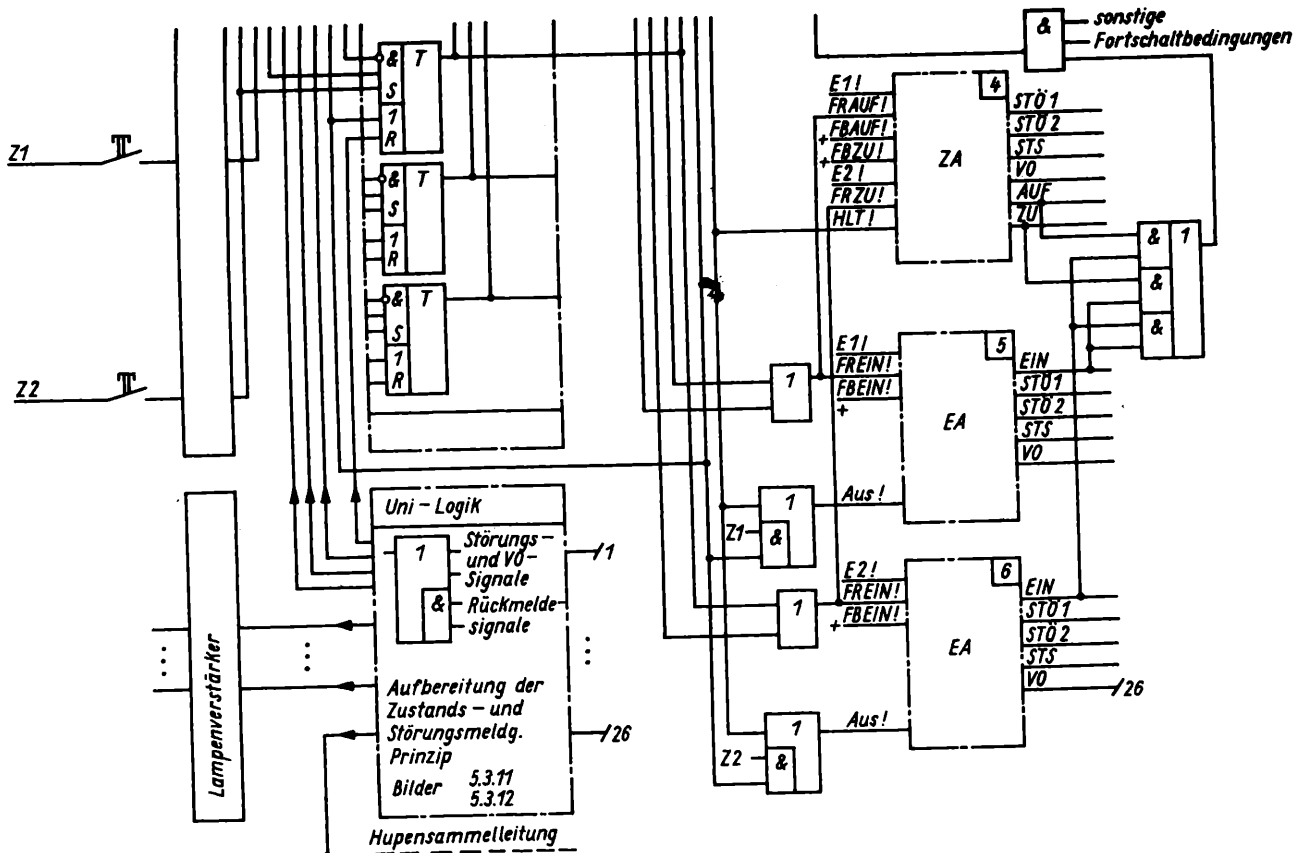 &
sonstige
Fortschaltbedingungen
&
T
S
1
R
Z1
&
T
S
1
R
&
T
S
1
R
Z2
E1!
FRAUF!
+FBAUF!
+FBZU!
E2!
FRZU!
HLT!
4
ZA
STÖ1
STÖ2
STS
VO
AUF
ZU
&
1
&
&
1
E1!
FREIN!
FBEIN!
+
5
EA
EIN
STÖ1
STÖ2
STS
VO
1
Z1
&
Aus!
1
E2!
FREIN!
+FBEIN!
6
EA
EIN
STÖ1
STÖ2
STS
VO
/26
1
Z2
&
Aus!
Uni-Logik
1
Störungs-
und VO-
Signale
&
Rückmelde-
signale
/1
Aufbereitung der
Zustands- und
Störungsmeldg.
Prinzip
Bilder 5.3.11
5.3.12
/26
Lampenverstärker
Hupensammelleitung